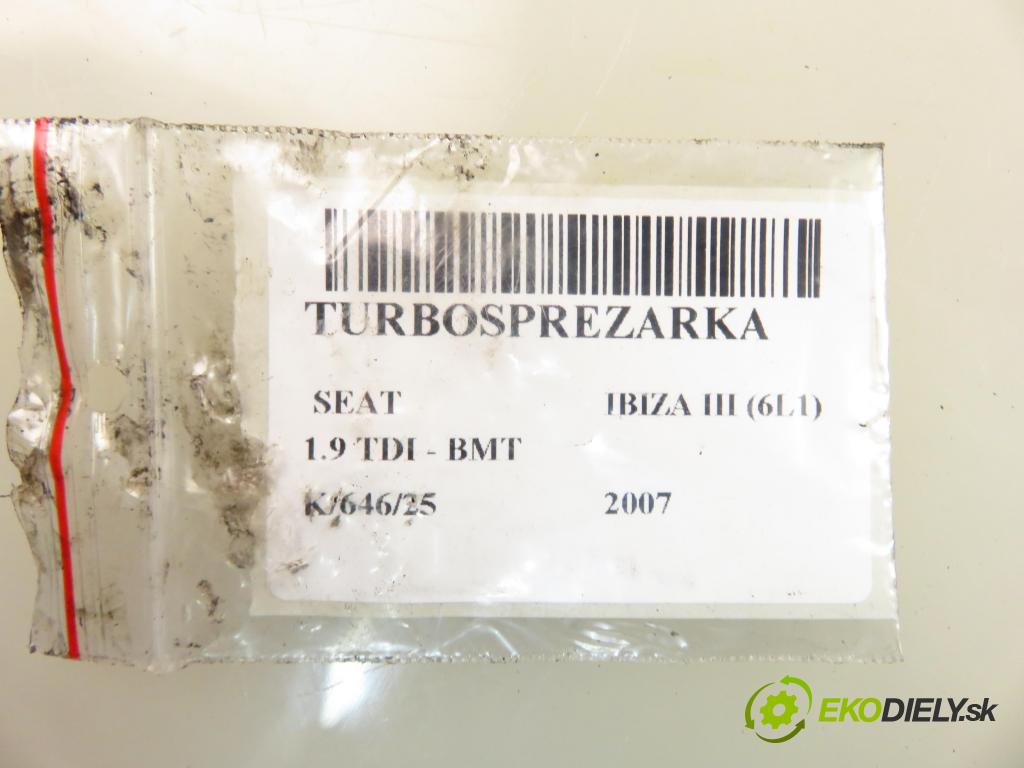 TURBOSPREZARKA
SEAT IBIZA III (6L1)
1.9 TDI - BMT
K/646/25 2007
EKODIELY.sk